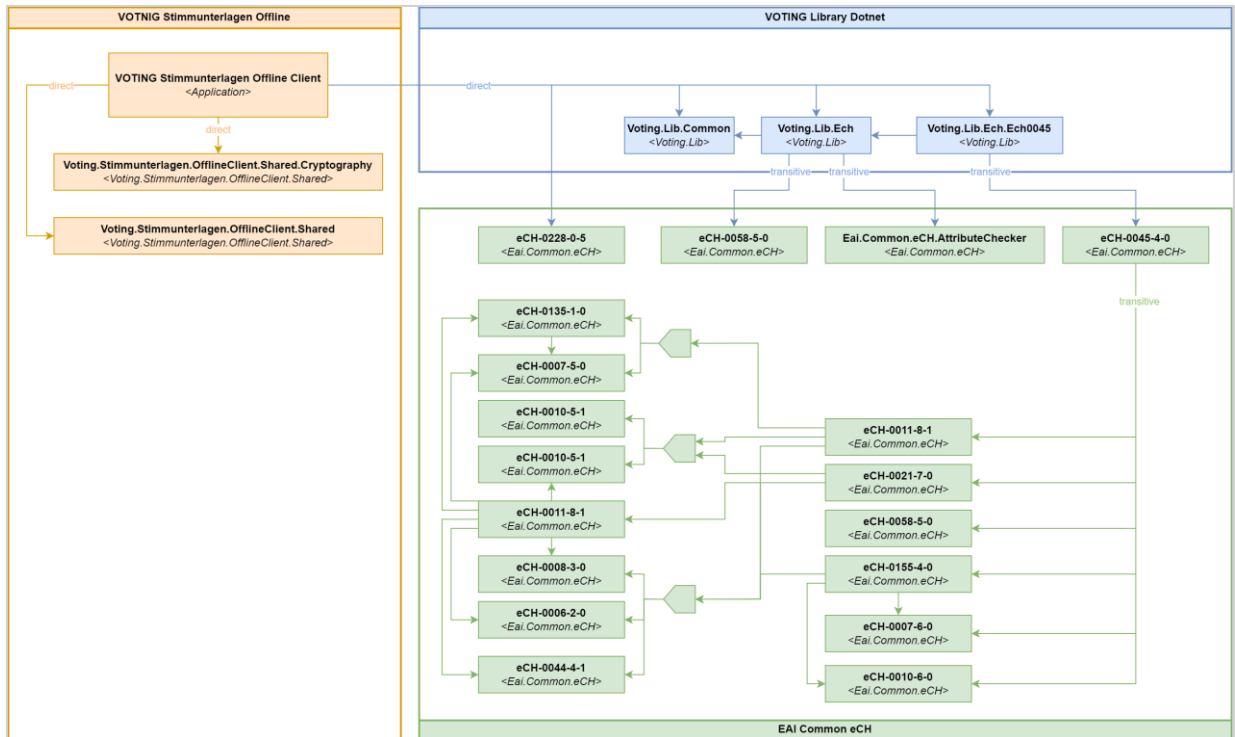 VOTNIG Stimmunterlagen Offline
VOTING Library Dotnet
VOTING Stimmunterlagen Offline Client
<Application>
direct
direct
direct
Voting.Stimmunterlagen.OfflineClient.Shared.Cryptography
<Voting.Stimmunterlagen.OfflineClient.Shared>
Voting.Stimmunterlagen.OfflineClient.Shared
<Voting.Stimmunterlagen.OfflineClient.Shared>
Voting.Lib.Common
<Voting.Lib>
Voting.Lib.Ech
<Voting.Lib>
Voting.Lib.Ech.Ech0045
<Voting.Lib>
transitive
transitive
transitive
eCH-0228-0-5
<Eai.Common.eCH>
eCH-0058-5-0
<Eai.Common.eCH>
Eai.Common.eCH.AttributeChecker
<Eai.Common.eCH>
eCH-0045-4-0
<Eai.Common.eCH>
transitive
eCH-0135-1-0
<Eai.Common.eCH>
eCH-0007-5-0
<Eai.Common.eCH>
eCH-0010-5-1
<Eai.Common.eCH>
eCH-0010-5-1
<Eai.Common.eCH>
eCH-0011-8-1
<Eai.Common.eCH>
eCH-0008-3-0
<Eai.Common.eCH>
eCH-0006-2-0
<Eai.Common.eCH>
eCH-0044-4-1
<Eai.Common.eCH>
eCH-0011-8-1
<Eai.Common.eCH>
eCH-0021-7-0
<Eai.Common.eCH>
eCH-0058-5-0
<Eai.Common.eCH>
eCH-0155-4-0
<Eai.Common.eCH>
eCH-0007-6-0
<Eai.Common.eCH>
eCH-0010-6-0
<Eai.Common.eCH>
EAI Common eCH